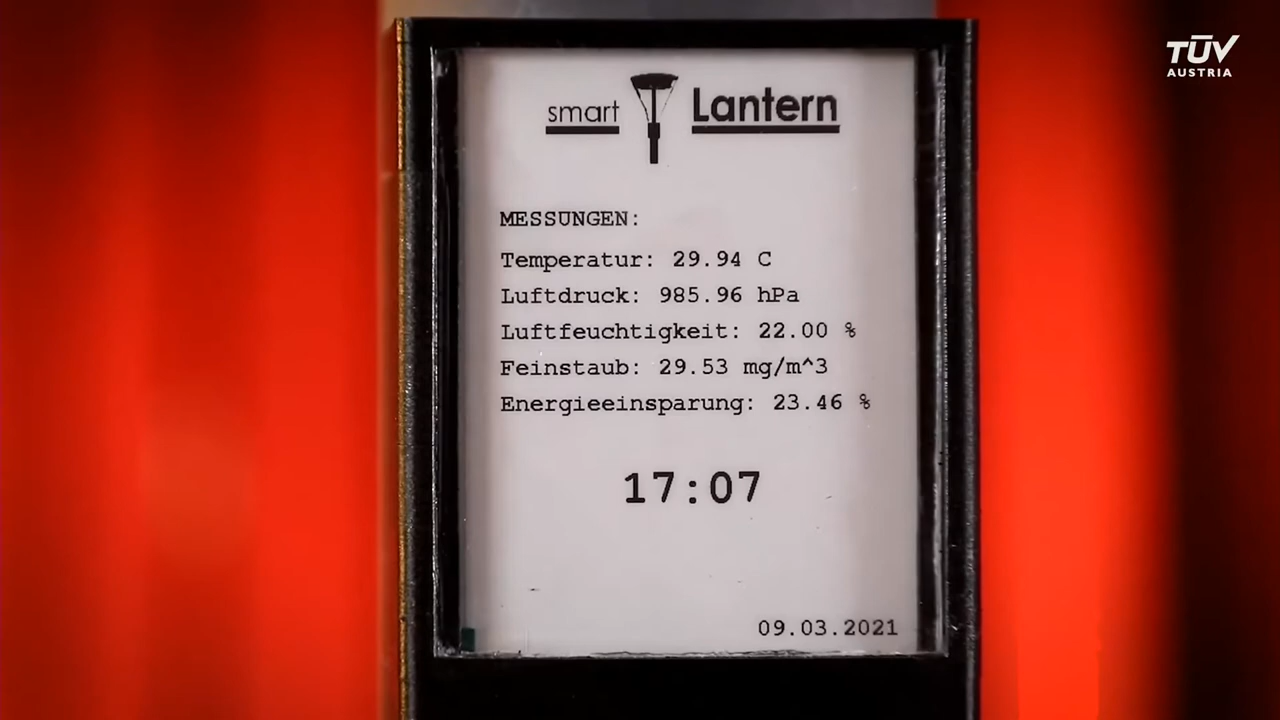 TÜV
AUSTRIA
smart Lantern
MESSUNGEN:
Temperatur: 29.94 C
Luftdruck: 985.96 hPa
Luftfeuchtigkeit: 22.00 %
Feinstaub: 29.53 mg/m^3
Energieeinsparung: 23.46 %
17:07
09.03.2021